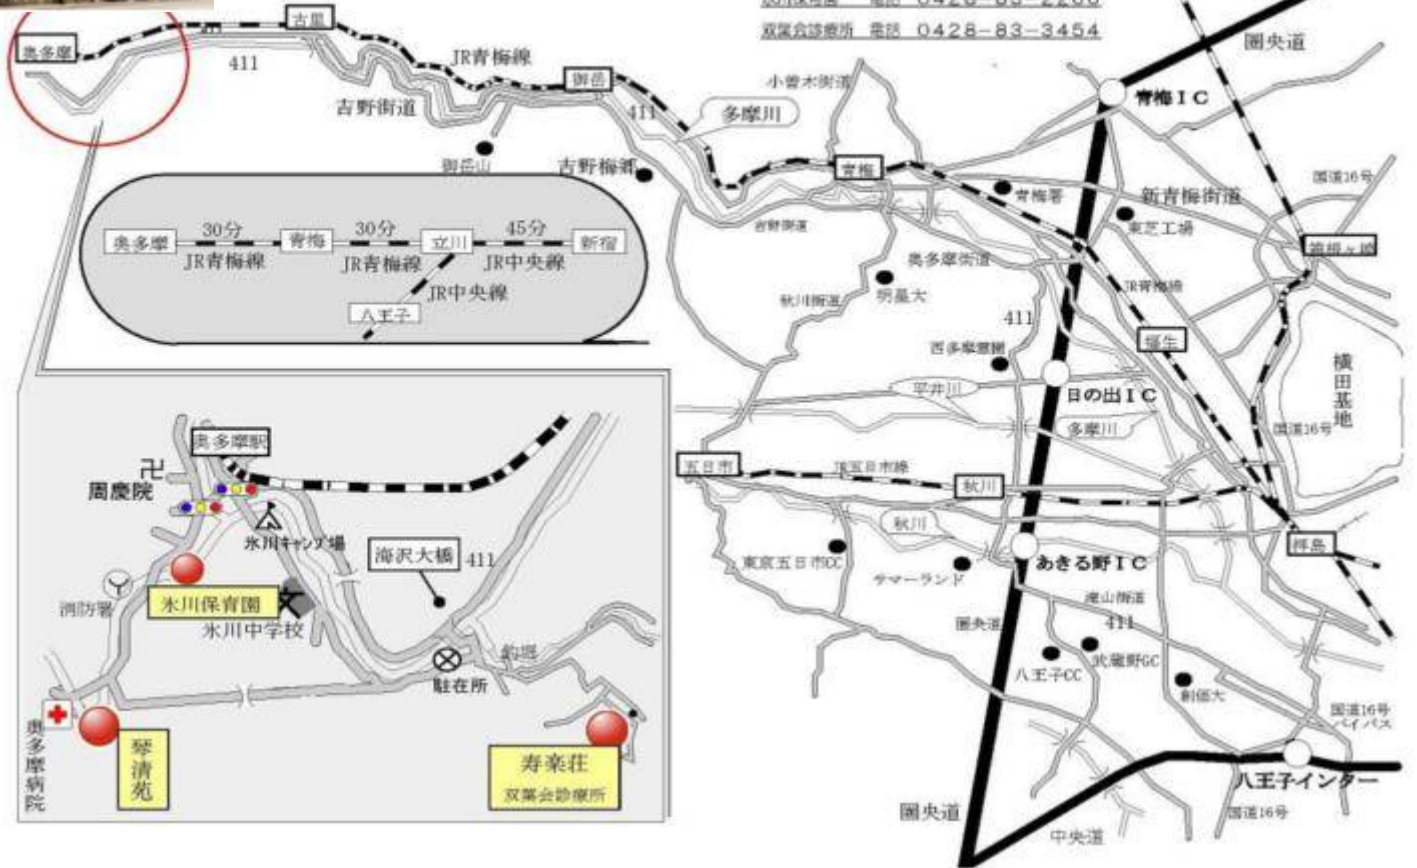 双葉会診療所 電話 0428-83-3454
奥多摩
古里
411
JR青梅線
吉野街道
御岳
411
多摩川
御岳山
吉野梅郷
小曽木街道
青梅
吉野街道
圏央道
青梅IC
青梅署
新青梅街道
国道16号
東芝工場
箱根ヶ崎
奥多摩街道
秋川街道
明星大
JR青梅線
411
福生
西多摩霊園
平井川
日の出IC
多摩川
横田基地
国道16号
奥多摩
30分
JR青梅線
青梅
30分
JR青梅線
立川
45分
JR中央線
新宿
JR中央線
八王子
五日市
秋川
秋川
東京五日市CC
サマーランド
あきる野IC
拝島
滝山街道
411
圏央道
八王子CC
武蔵野GC
創価大
国道16号
バイパス
八王子インター
国道16号
圏央道
中央道
奥多摩駅
卍
周慶院
氷川キャンプ場
海沢大橋
411
消防署
氷川保育園
氷川中学校
文
釣堀
駐在所
奥多摩病院
琴清苑
寿楽荘
双葉会診療所